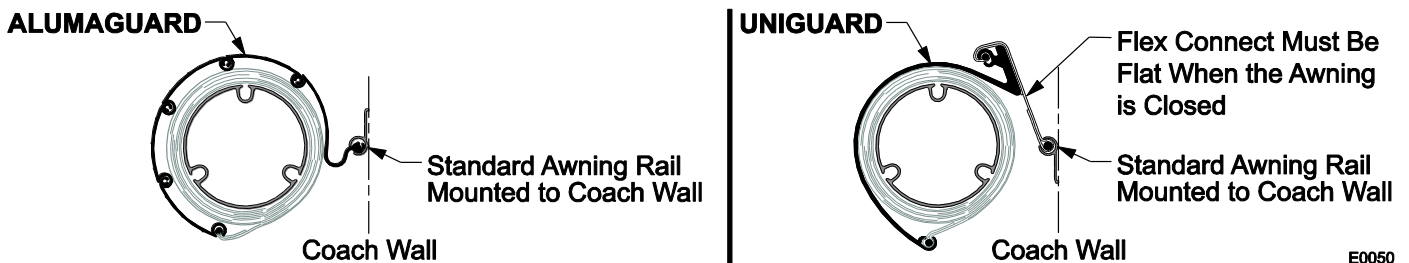 ALUMAGUARD
Standard Awning Rail
Mounted to Coach Wall
Coach Wall
UNIGUARD
Flex Connect Must Be
Flat When the Awning
is Closed
Standard Awning Rail
Mounted to Coach Wall
Coach Wall
E0050